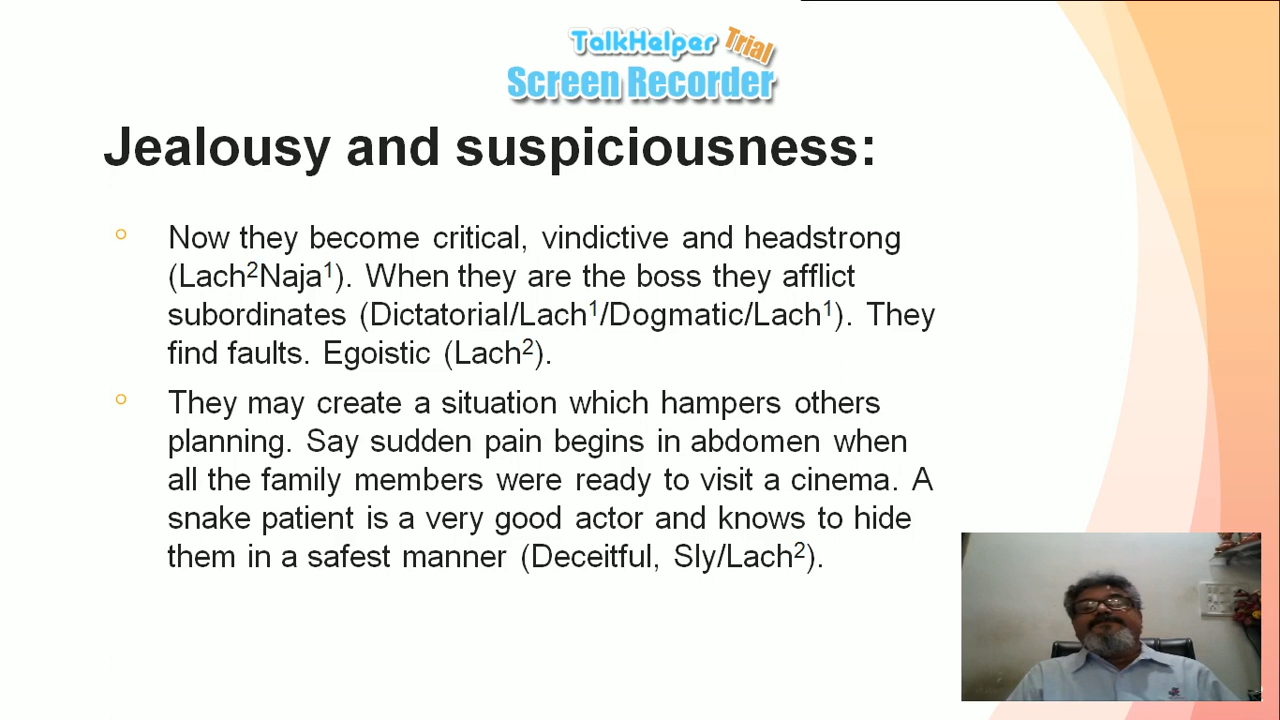 TalkHelper Trial
Screen Recorder
Jealousy and suspiciousness:
Now they become critical, vindictive and headstrong
(Lach²Naja¹). When they are the boss they afflict
subordinates (Dictatorial/Lach¹/Dogmatic/Lach¹). They
find faults. Egoistic (Lach²).
They may create a situation which hampers others
planning. Say sudden pain begins in abdomen when
all the family members were ready to visit a cinema. A
snake patient is a very good actor and knows to hide
them in a safest manner (Deceitful, Sly/Lach²).